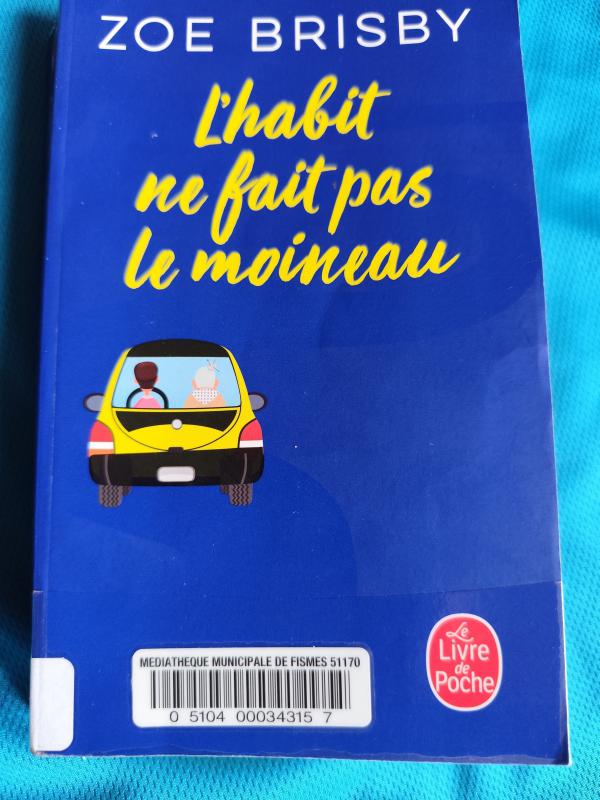 ZOE BRISBY
L'habit
ne fait pas
le moineau
MEDIATHEQUE MUNICIPALE DE FISMES 51170
0 5104 00034315 7
Le
Livre
de
Poche